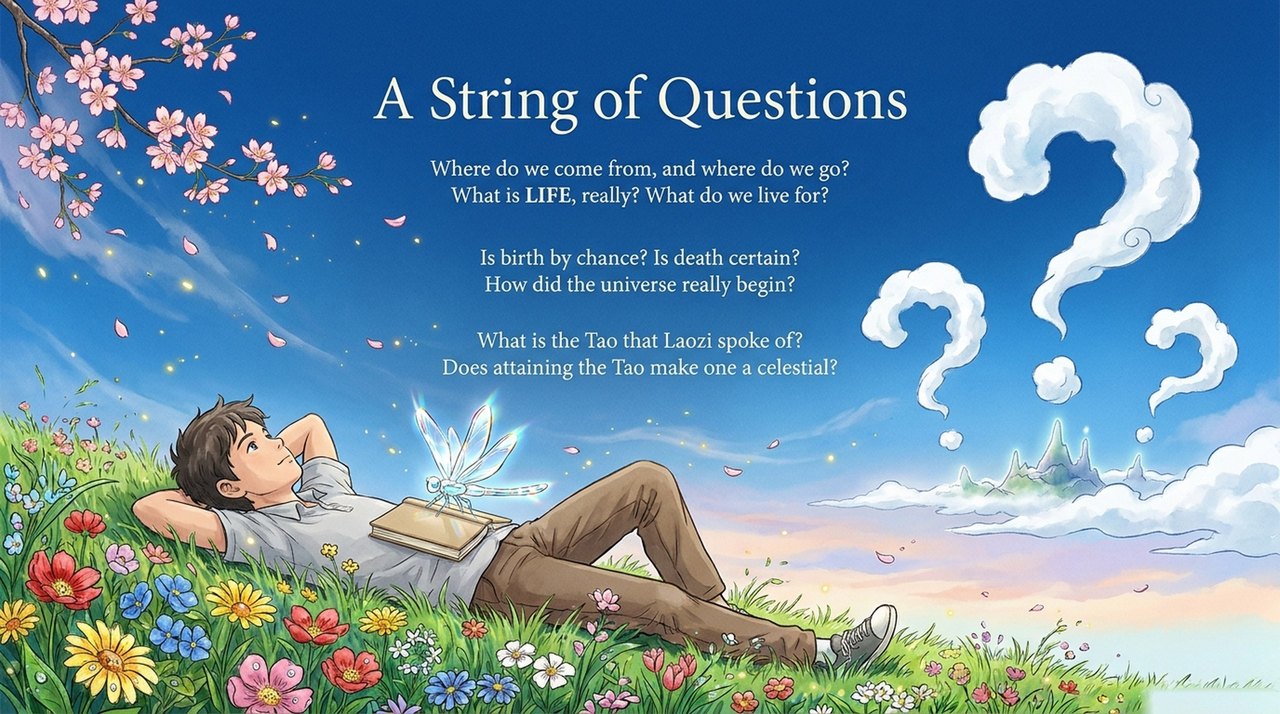 A String of Questions
Where do we come from, and where do we go?
What is LIFE, really? What do we live for?
Is birth by chance? Is death certain?
How did the universe really begin?
What is the Tao that Laozi spoke of?
Does attaining the Tao make one a celestial?